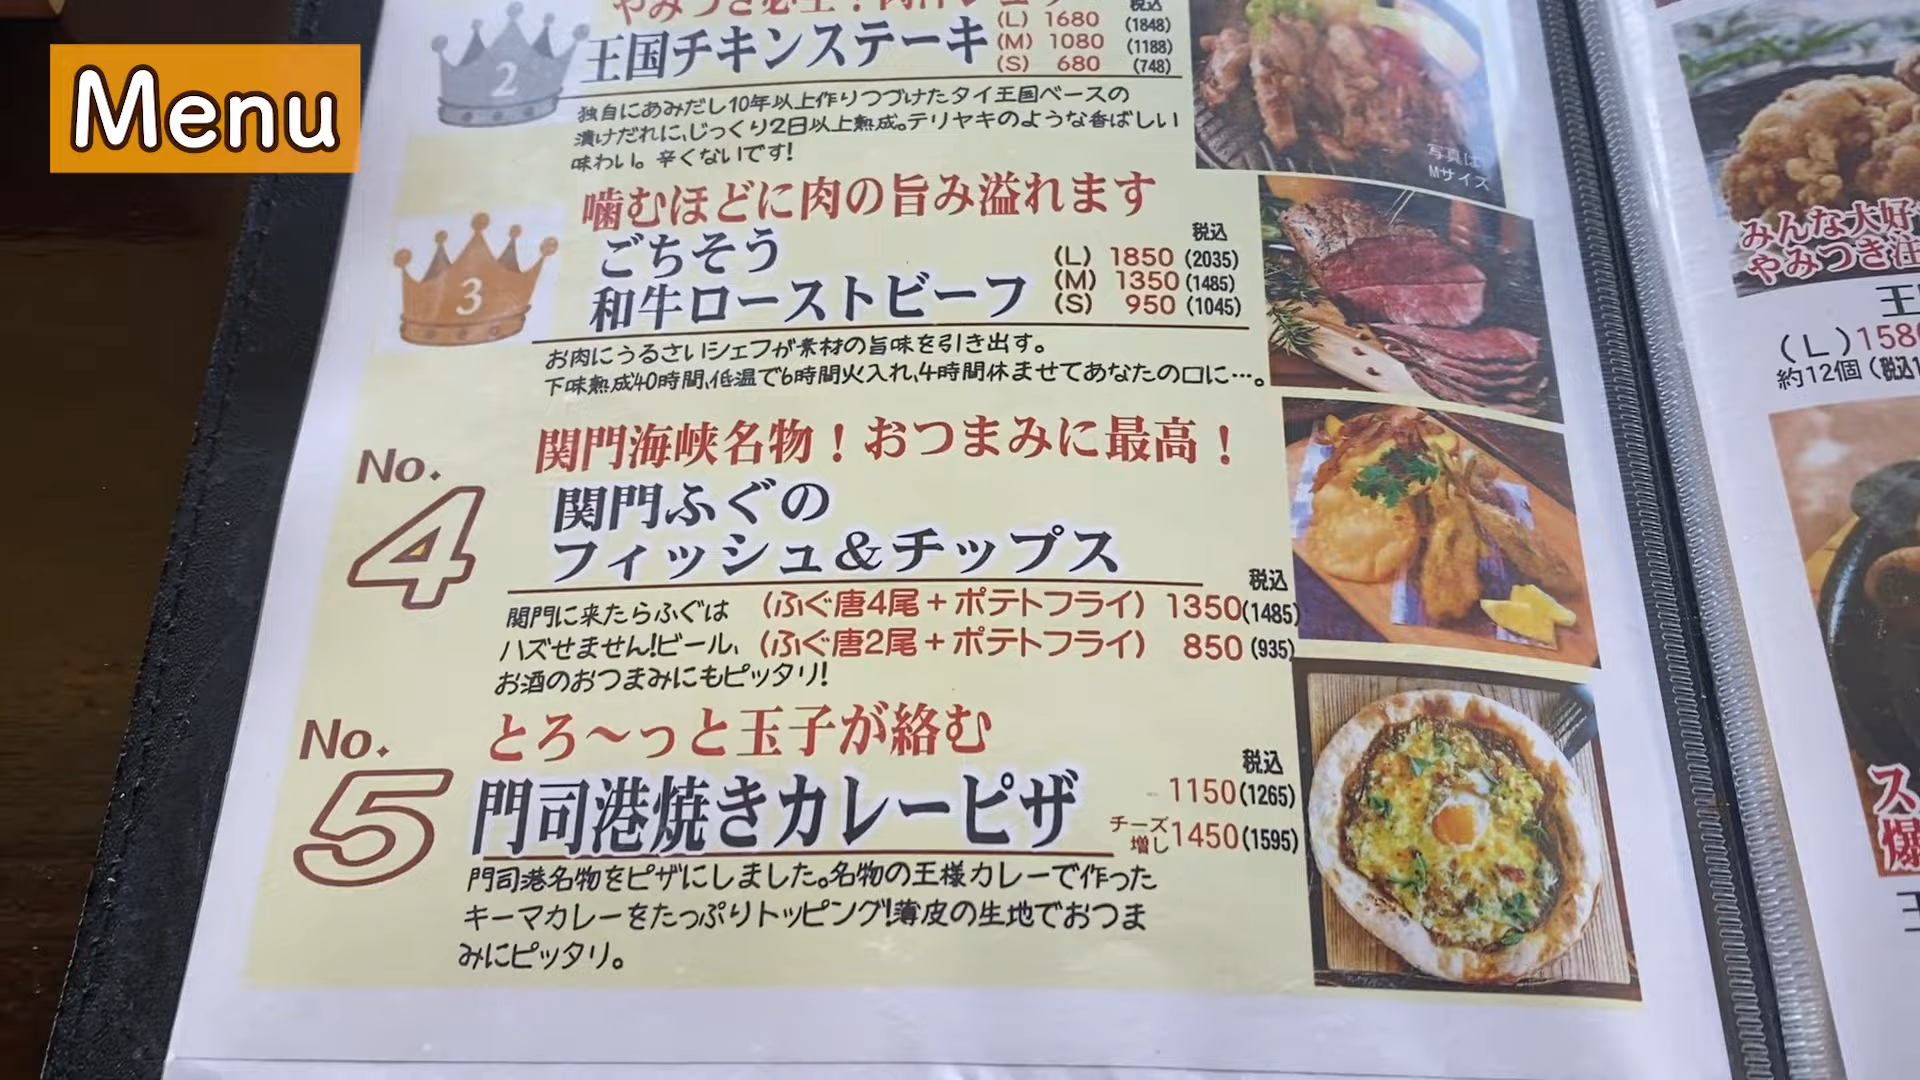 Menu
2
王国チキンステーキ
税込
(L) 1680 (1848)
(M) 1080 (1188)
(S) 680 (748)
独自にあみだし10年以上作りつづけたタイ王国ベースの
漬けだれに、じっくり2日以上熟成。テリヤキのような香ばしい
味わい。辛くないです!
写真は
Mサイズ
3
噛むほどに肉の旨み溢れます
ごちそう
和牛ローストビーフ
税込
(L) 1850 (2035)
(M) 1350 (1485)
(S) 950 (1045)
お肉にうるさいシェフが素材の旨味を引き出す。
下味熟成40時間、低温で6時間火入れ、4時間休ませてあなたの口に…。
No.
4
関門海峡名物!おつまみに最高!
関門ふぐの
フィッシュ&チップス
税込
(ふぐ唐4尾+ポテトフライ) 1350(1485)
(ふぐ唐2尾+ポテトフライ) 850(935)
関門に来たらふぐは
ハズせません!ビール、
お酒のおつまみにもピッタリ!
No.
5
とろ～っと玉子が絡む
門司港焼きカレーピザ
税込
1150(1265)
チーズ増し1450(1595)
門司港名物をピザにしました。名物の王様カレーで作った
キーマカレーをたっぷりトッピング!薄皮の生地でおつま
みにピッタリ。
みんな大好
やみつき注
(L)158
約12個(税込1